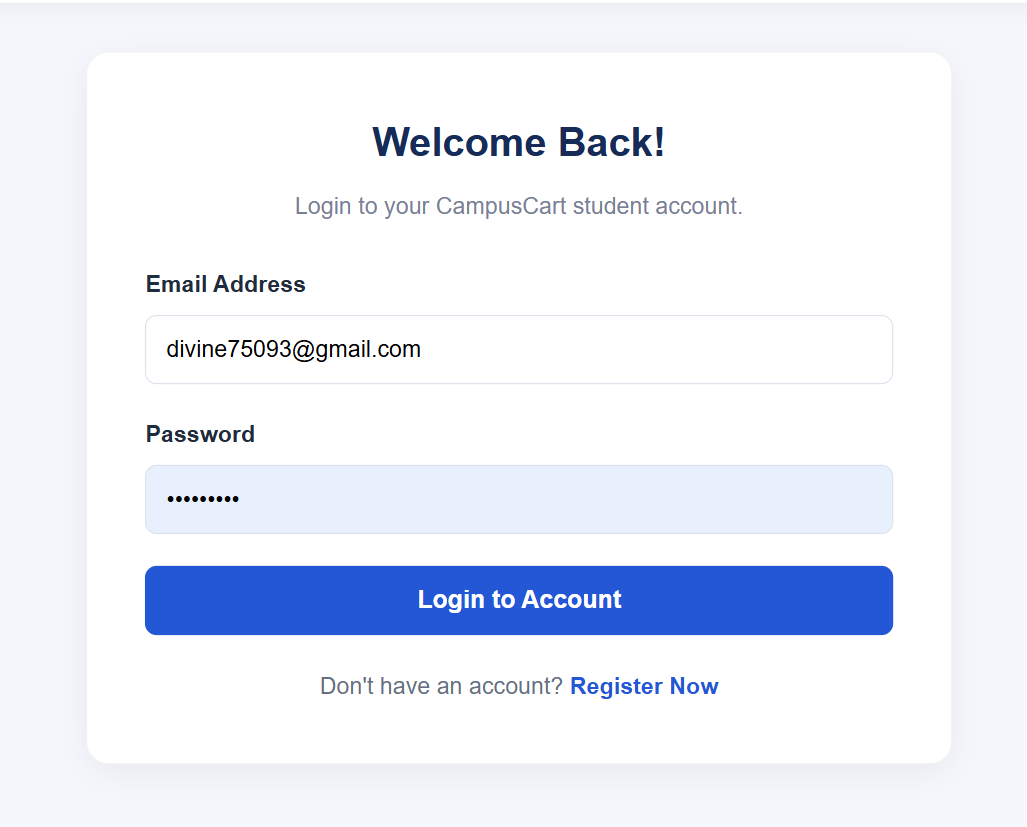 Welcome Back!
Login to your CampusCart student account.
Email Address
divine75093@gmail.com
Password
•••••••••
Login to Account
Don't have an account? Register Now